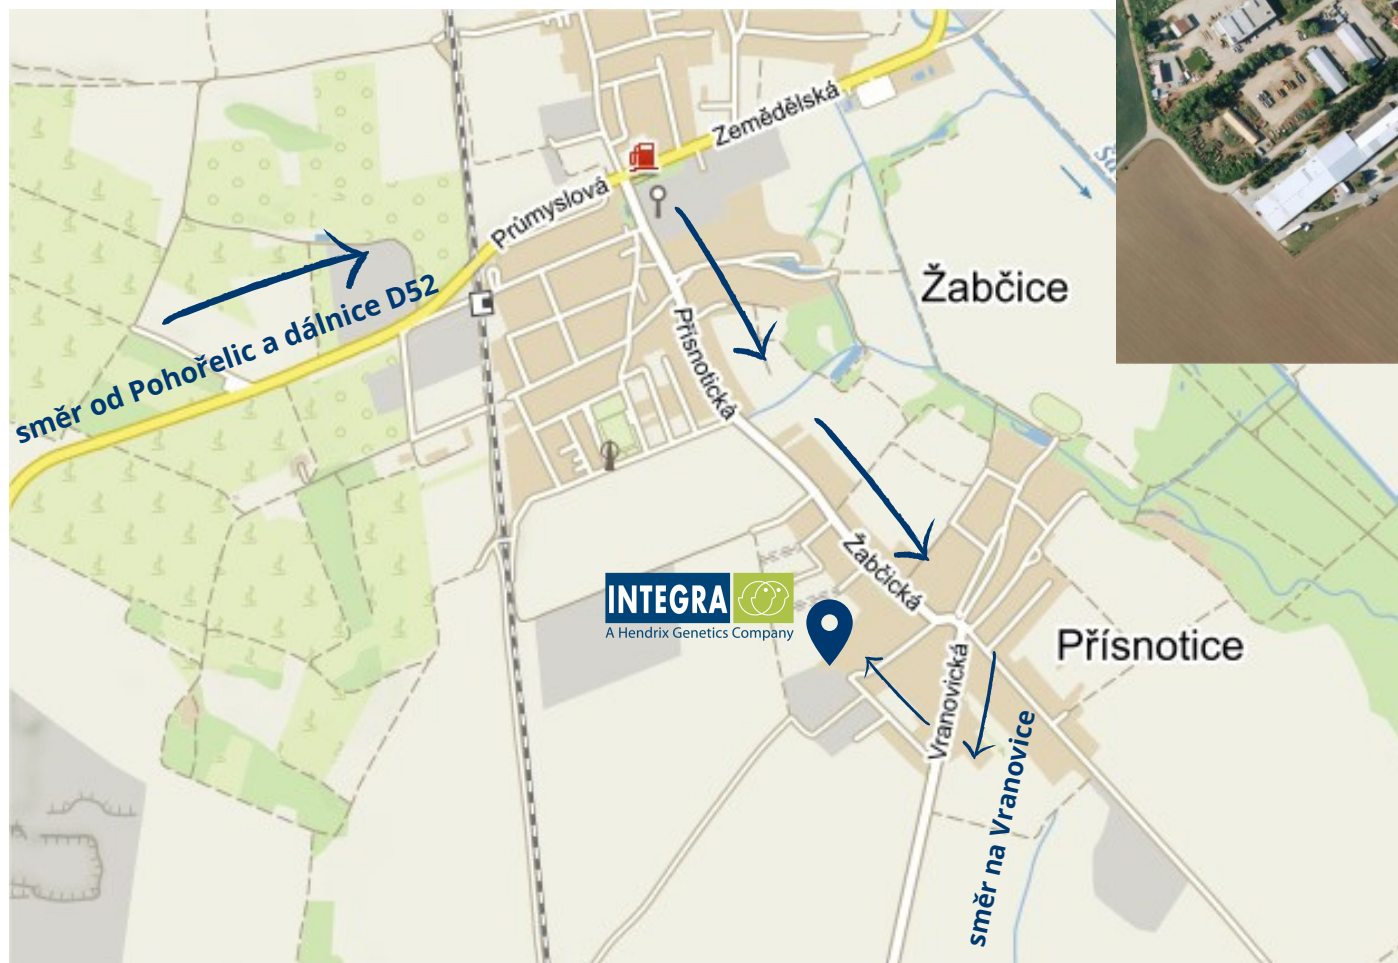 Zemědělská
Průmyslová
Žabčice
směr od Pohořelic a dálnice D52
Přísnotická
Žabčická
INTEGRA
A Hendrix Genetics Company
Přísnotice
Vranovická
směr na Vranovice